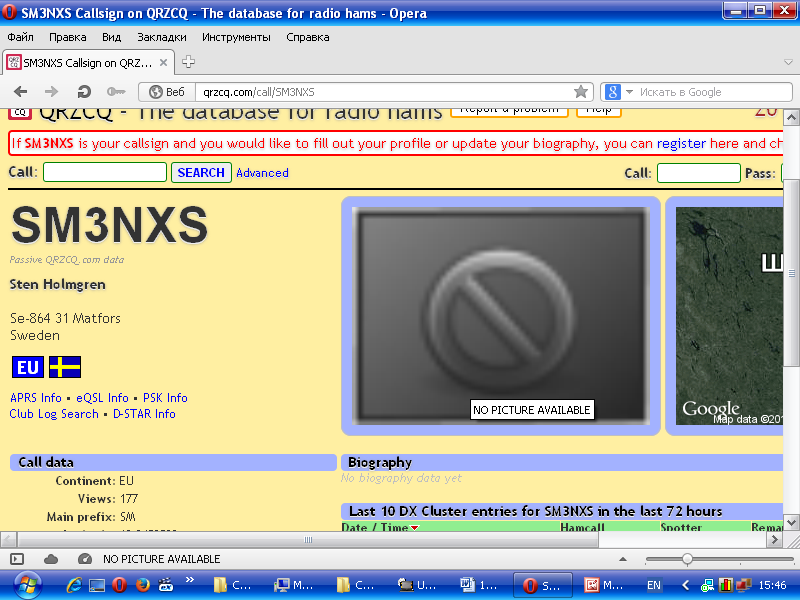 SM3NXS Callsign on QRZCQ - The database for radio hams - Opera
Файл Правка Вид Закладки Инструменты Справка
SM3NXS Callsign on QRZ...
Веб qrzcq.com/call/SM3NXS Искать в Google
QRZCQ - The database for radio hams Report a problem Help 20
If SM3NXS is your callsign and you would like to fill out your profile or update your biography, you can register here and ch
Call: SEARCH Advanced Call: Pass:
SM3NXS
Passive QRZCQ.com data
Sten Holmgren
Se-864 31 Matfors
Sweden
EU
APRS Info • eQSL Info • PSK Info
Club Log Search • D-STAR Info
NO PICTURE AVAILABLE
Ш
Google
Map data ©201
Call data
Continent: EU
Views: 177
Main prefix: SM
Biography
No biography data yet
Last 10 DX Cluster entries for SM3NXS in the last 72 hours
Date / Time Hamcall Spotter Remar
NO PICTURE AVAILABLE
C... M... C... U... 1... S... M... EN 15:46